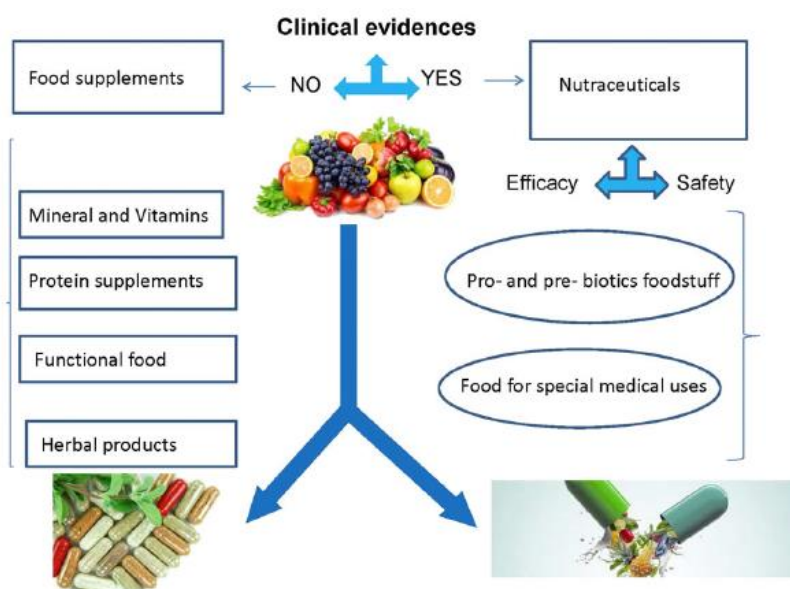 Clinical evidences
Food supplements
NO
YES
Nutraceuticals
Efficacy
Safety
Mineral and Vitamins
Protein supplements
Functional food
Herbal products
Pro- and pre- biotics foodstuff
Food for special medical uses